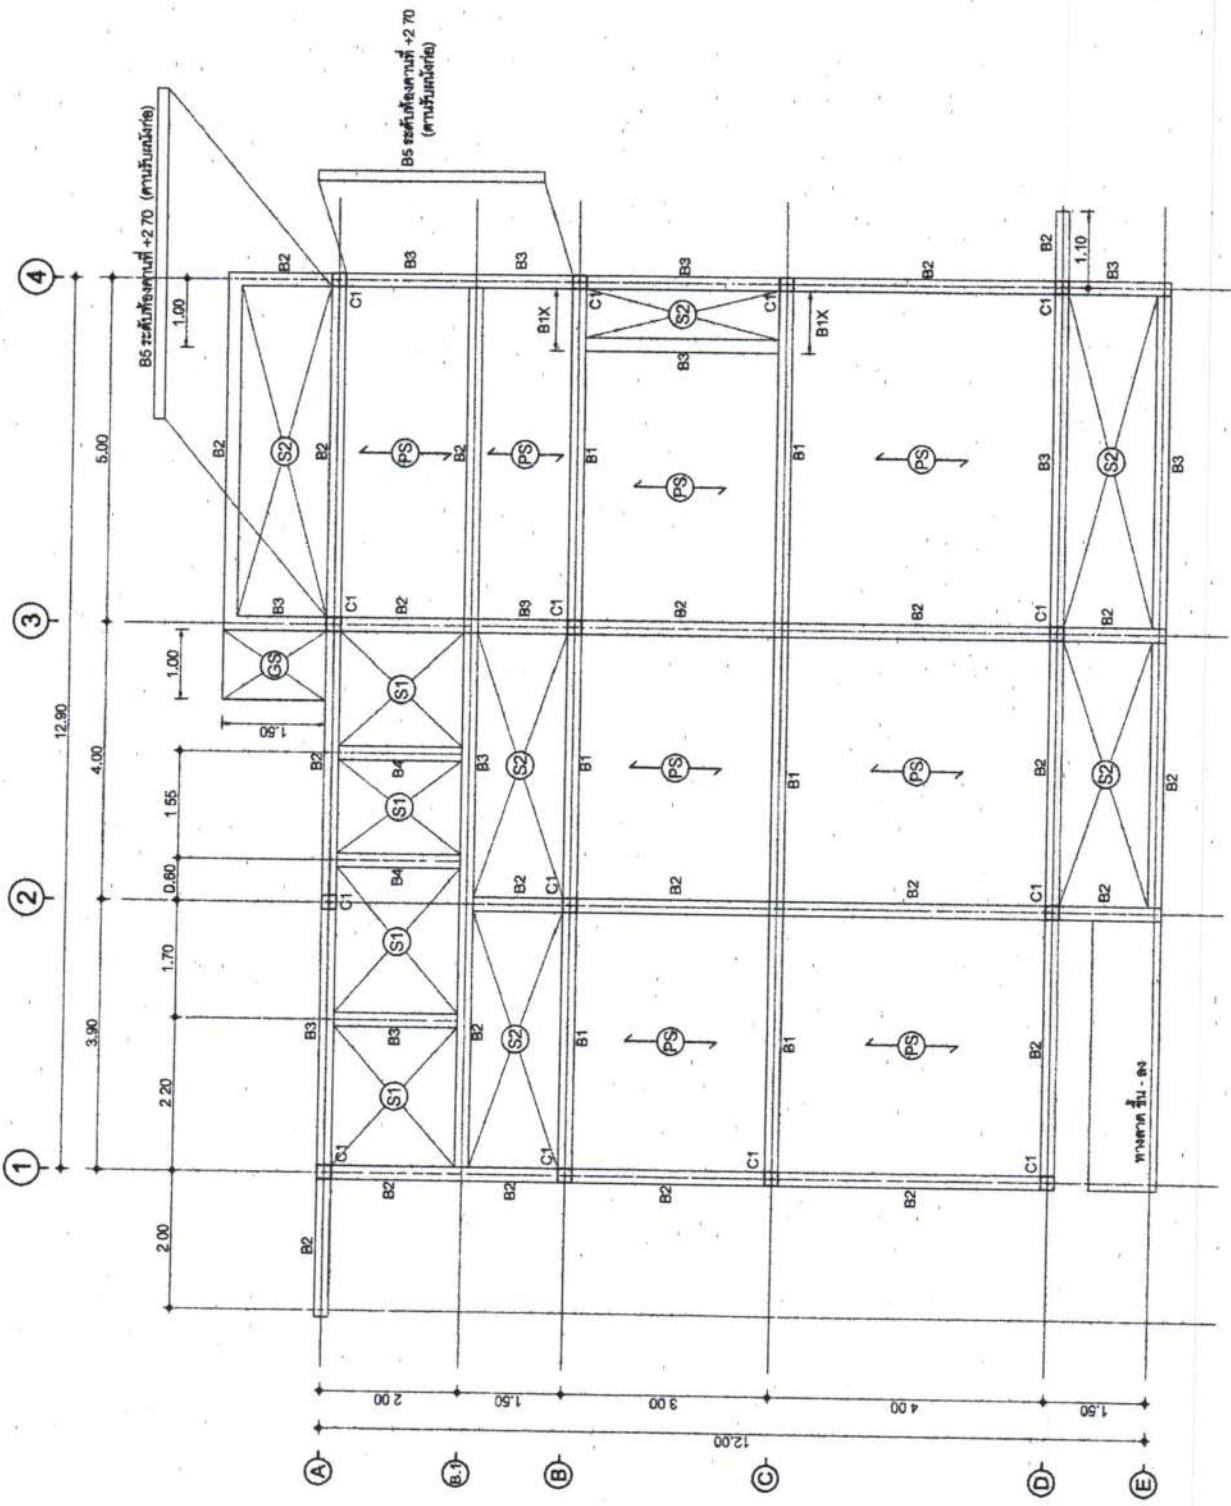 B5 ระดับท้องคานที่ +2.70 (คานรับผนังก่อ)
B5 ระดับท้องคานที่ +2.70
(คานรับผนังก่อ)
4
3
2
1
12.90
5.00
4.00
3.90
1.00
1.00
1.50
1.55
0.60
1.70
2.20
2.00
B2
B2
S2
B2
B3
GS
C1
B3
B3
C1
B3
C1
B2
C1
B3
1.10
B2
B1X
B1X
S2
B3
PS
B2
PS
B1
PS
B1
PS
B3
S2
B3
C1
B2
B3
C1
B2
B2
C1
B2
S1
B2
B4
S1
B3
S2
B1
PS
B1
PS
B2
S2
B2
B4
C1
B2
C1
B2
B2
C1
B2
S1
B3
B3
S1
B2
S2
B1
PS
B1
PS
B2
ทางลาด ขึ้น - ลง
C1
B2
B2
C1
B2
C1
B2
C1
B2
2.00
1.50
3.00
4.00
1.50
12.00
A
B.1
B
C
D
E